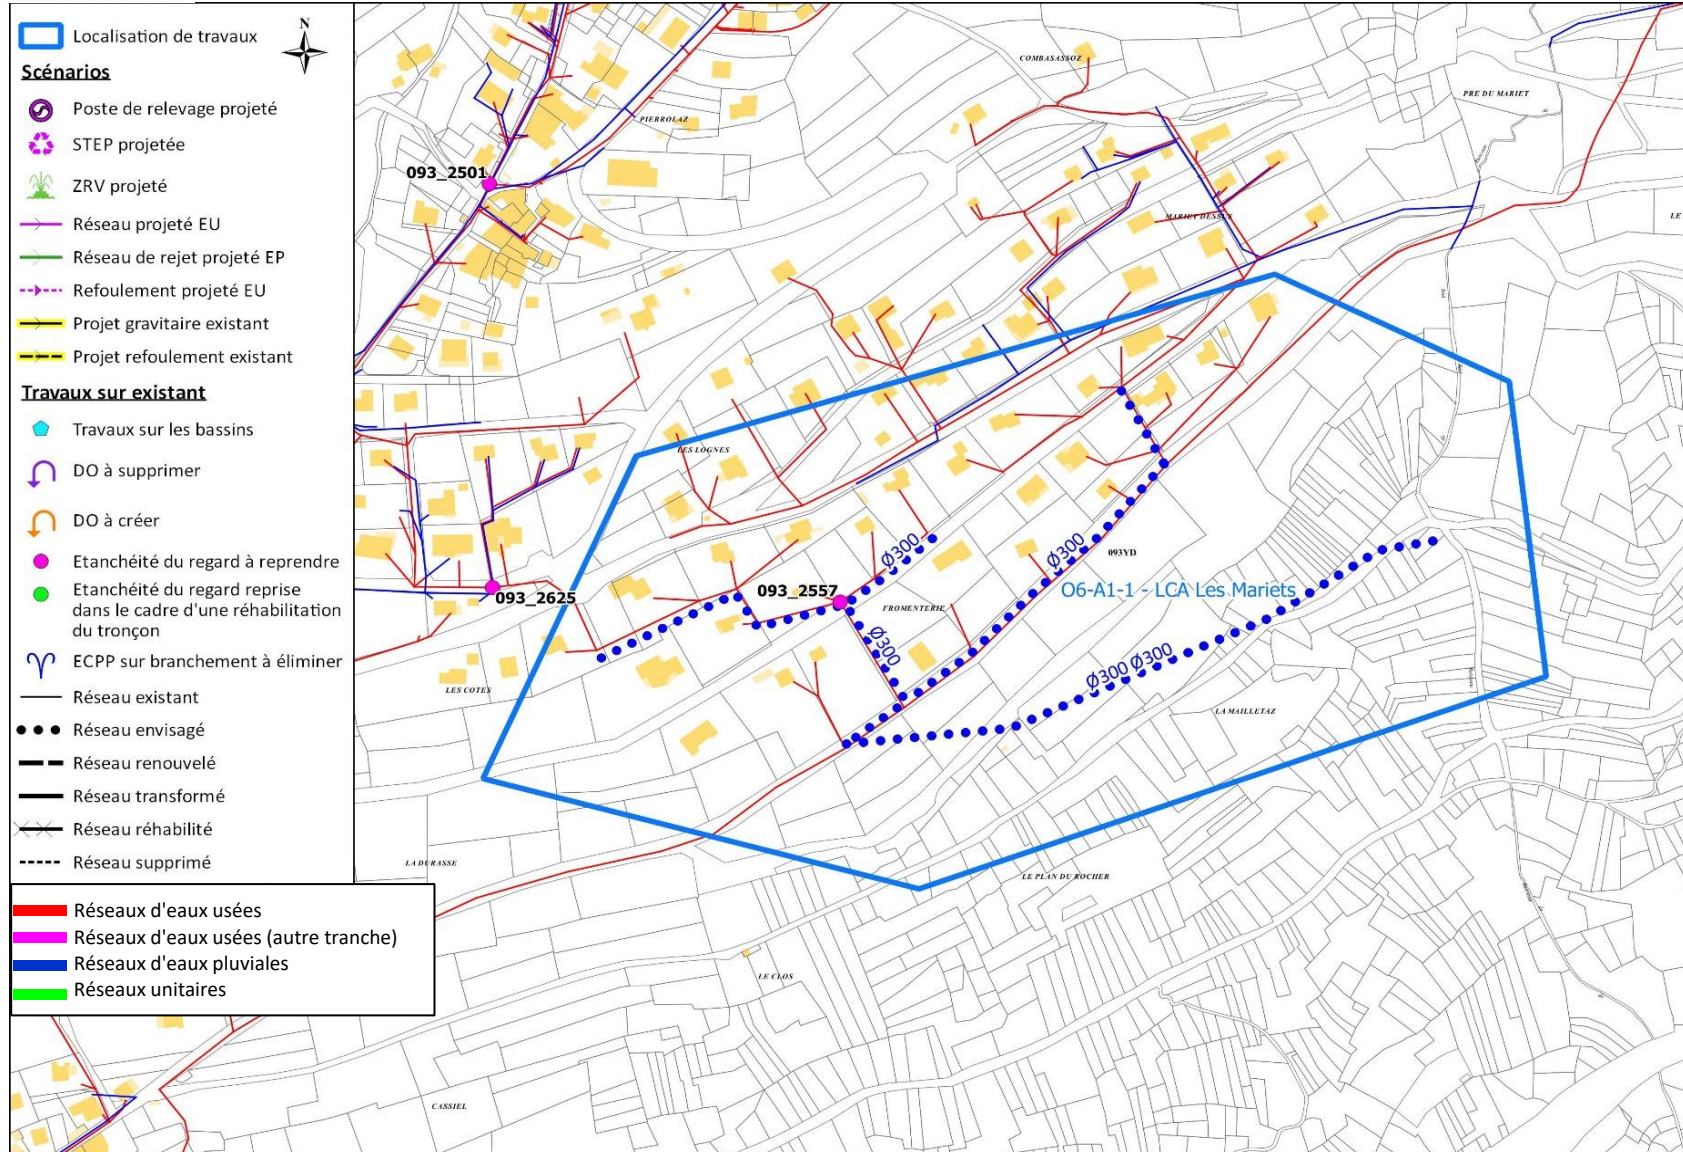 Localisation de travaux
N
Scénarios
Poste de relevage projeté
STEP projetée
ZRV projeté
Réseau projeté EU
Réseau de rejet projeté EP
Refoulement projeté EU
Projet gravitaire existant
Projet refoulement existant
Travaux sur existant
Travaux sur les bassins
DO à supprimer
DO à créer
Etanchéité du regard à reprendre
Etanchéité du regard reprise
dans le cadre d'une réhabilitation
du tronçon
ECPP sur branchement à éliminer
Réseau existant
Réseau envisagé
Réseau renouvelé
Réseau transformé
Réseau réhabilité
Réseau supprimé
Réseaux d'eaux usées
Réseaux d'eaux usées (autre tranche)
Réseaux d'eaux pluviales
Réseaux unitaires
COMBASASSOZ
PRE DU MARIET
PIERROLAZ
093_2501
MARIET DESSUS
LE
LES LOGNES
Ø300
Ø300
093YD
093_2557
093_2625
O6-A1-1 - LCA Les Mariets
FROMENTERIE
Ø300
Ø300 Ø300
LES COTES
LA MAILLETAZ
LA DURASSE
LE PLAN DU ROCHER
LE CLOS
CASSIEL